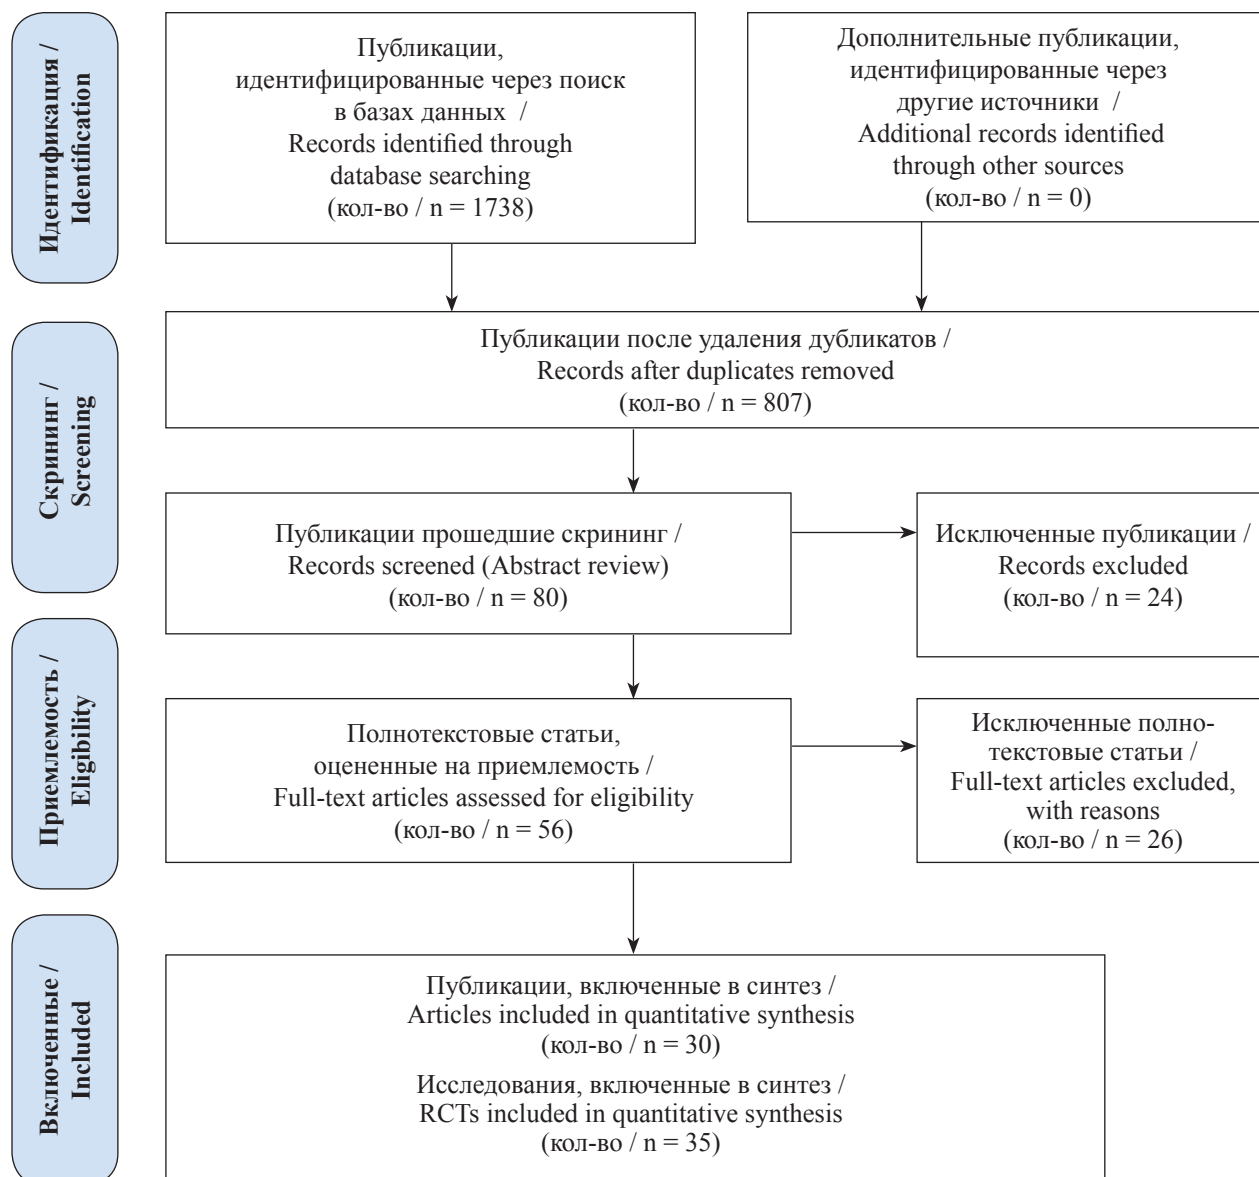 Идентификация /
Identification
Публикации,
идентифицированные через поиск
в базах данных /
Records identified through
database searching
(кол-во / n = 1738)
Дополнительные публикации,
идентифицированные через
другие источники /
Additional records identified
through other sources
(кол-во / n = 0)
Скрининг /
Screening
Публикации после удаления дубликатов /
Records after duplicates removed
(кол-во / n = 807)
Публикации прошедшие скрининг /
Records screened (Abstract review)
(кол-во / n = 80)
Исключенные публикации /
Records excluded
(кол-во / n = 24)
Приемлемость /
Eligibility
Полнотекстовые статьи,
оцененные на приемлемость /
Full-text articles assessed for eligibility
(кол-во / n = 56)
Исключенные полно-
текстовые статьи /
Full-text articles excluded,
with reasons
(кол-во / n = 26)
Включенные /
Included
Публикации, включенные в синтез /
Articles included in quantitative synthesis
(кол-во / n = 30)
Исследования, включенные в синтез /
RCTs included in quantitative synthesis
(кол-во / n = 35)